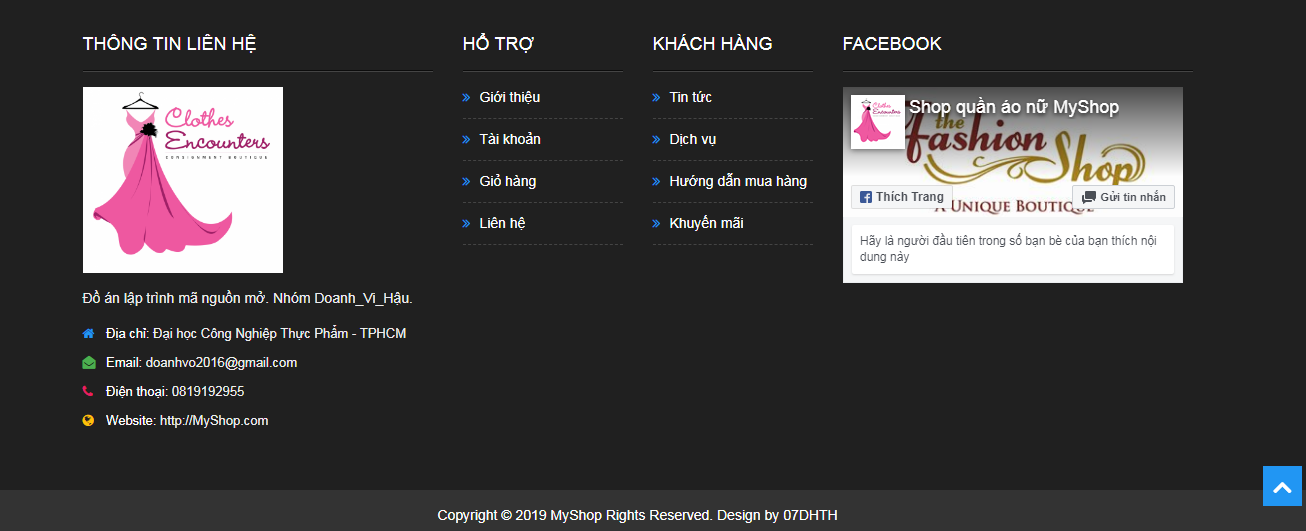 THÔNG TIN LIÊN HỆ
Clothes
Encounters
CONSIGNMENT BOUTIQUE
Đồ án lập trình mã nguồn mở. Nhóm Doanh_Vi_Hậu.
Địa chỉ: Đại học Công Nghiệp Thực Phẩm - TPHCM
Email: doanhvo2016@gmail.com
Điện thoại: 0819192955
Website: http://MyShop.com
HỖ TRỢ
Giới thiệu
Tài khoản
Giỏ hàng
Liên hệ
KHÁCH HÀNG
Tin tức
Dịch vụ
Hướng dẫn mua hàng
Khuyến mãi
FACEBOOK
Clothes
Encounters
Shop quần áo nữ MyShop
the
Fashion
Shop
A UNIQUE BOUTIQUE
Thích Trang
Gửi tin nhắn
Hãy là người đầu tiên trong số bạn bè của bạn thích nội
dung này
Copyright © 2019 MyShop Rights Reserved. Design by 07DHTH